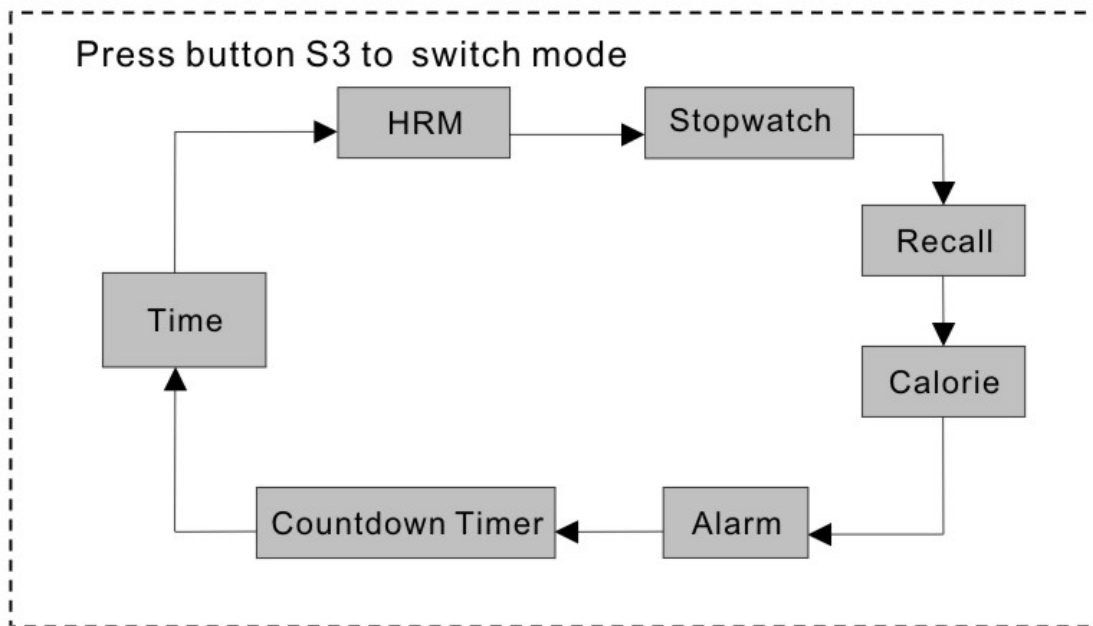 Press button S3 to switch mode
HRM
Stopwatch
Recall
Calorie
Alarm
Countdown Timer
Time